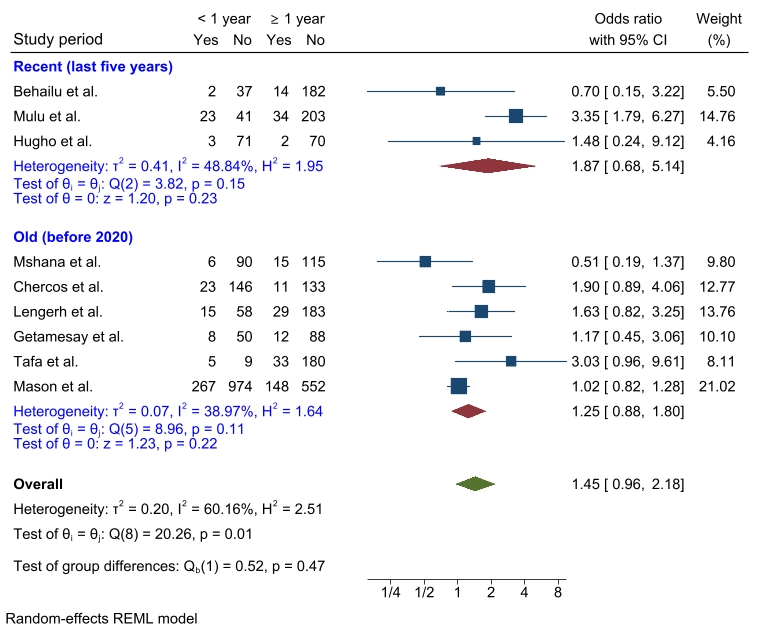 < 1 year ≥ 1 year Odds ratio Weight
Study period Yes No Yes No with 95% CI (%)
Recent (last five years)
Behailu et al. 2 37 14 182 0.70 [ 0.15, 3.22] 5.50
Mulu et al. 23 41 34 203 3.35 [ 1.79, 6.27] 14.76
Hugho et al. 3 71 2 70 1.48 [ 0.24, 9.12] 4.16
Heterogeneity: τ² = 0.41, I² = 48.84%, H² = 1.95 1.87 [ 0.68, 5.14]
Test of θᵢ = θⱼ: Q(2) = 3.82, p = 0.15
Test of θ = 0: z = 1.20, p = 0.23
Old (before 2020)
Mshana et al. 6 90 15 115 0.51 [ 0.19, 1.37] 9.80
Chercos et al. 23 146 11 133 1.90 [ 0.89, 4.06] 12.77
Lengerh et al. 15 58 29 183 1.63 [ 0.82, 3.25] 13.76
Getamesay et al. 8 50 12 88 1.17 [ 0.45, 3.06] 10.10
Tafa et al. 5 9 33 180 3.03 [ 0.96, 9.61] 8.11
Mason et al. 267 974 148 552 1.02 [ 0.82, 1.28] 21.02
Heterogeneity: τ² = 0.07, I² = 38.97%, H² = 1.64 1.25 [ 0.88, 1.80]
Test of θᵢ = θⱼ: Q(5) = 8.96, p = 0.11
Test of θ = 0: z = 1.23, p = 0.22
Overall 1.45 [ 0.96, 2.18]
Heterogeneity: τ² = 0.20, I² = 60.16%, H² = 2.51
Test of θᵢ = θⱼ: Q(8) = 20.26, p = 0.01
Test of group differences: Q_b(1) = 0.52, p = 0.47
1/4 1/2 1 2 4 8
Random-effects REML model